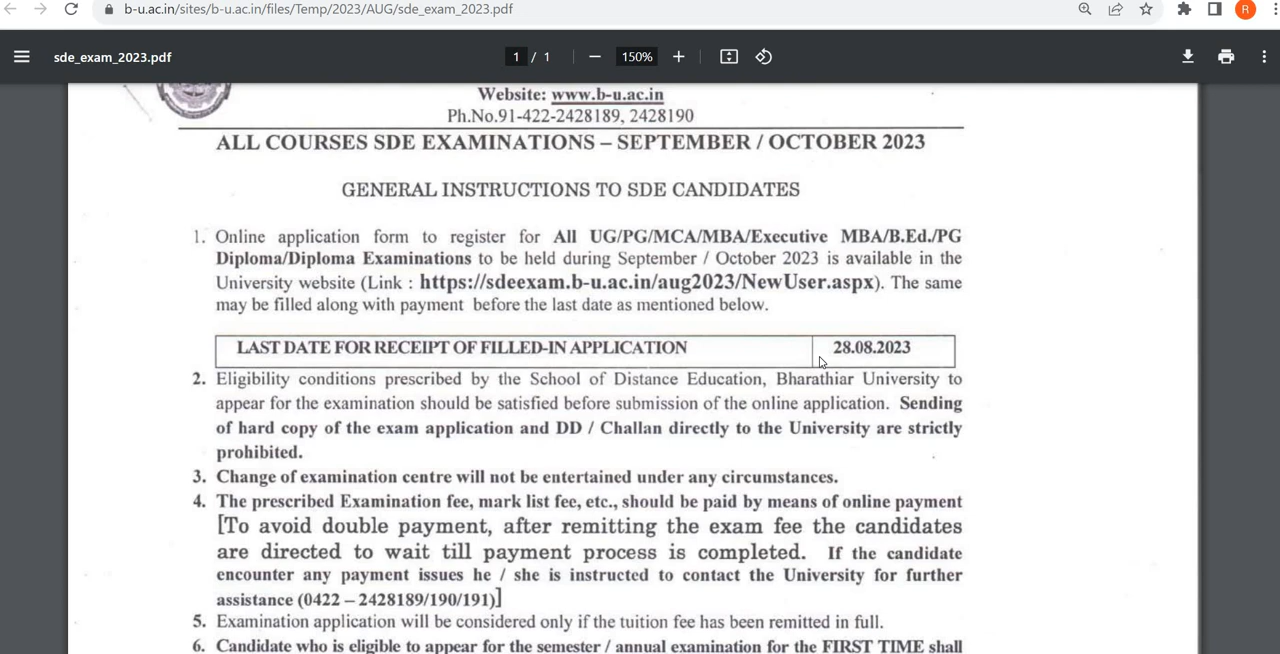 b-u.ac.in/sites/b-u.ac.in/files/Temp/2023/AUG/sde_exam_2023.pdf
R
sde_exam_2023.pdf
1 / 1
150%
Website: www.b-u.ac.in
Ph.No.91-422-2428189, 2428190
ALL COURSES SDE EXAMINATIONS – SEPTEMBER / OCTOBER 2023
GENERAL INSTRUCTIONS TO SDE CANDIDATES
1. Online application form to register for All UG/PG/MCA/MBA/Executive MBA/B.Ed./PG
Diploma/Diploma Examinations to be held during September / October 2023 is available in the
University website (Link : https://sdeexam.b-u.ac.in/aug2023/NewUser.aspx). The same
may be filled along with payment before the last date as mentioned below.
LAST DATE FOR RECEIPT OF FILLED-IN APPLICATION 28.08.2023
2. Eligibility conditions prescribed by the School of Distance Education, Bharathiar University to
appear for the examination should be satisfied before submission of the online application. Sending
of hard copy of the exam application and DD / Challan directly to the University are strictly
prohibited.
3. Change of examination centre will not be entertained under any circumstances.
4. The prescribed Examination fee, mark list fee, etc., should be paid by means of online payment
[To avoid double payment, after remitting the exam fee the candidates
are directed to wait till payment process is completed. If the candidate
encounter any payment issues he / she is instructed to contact the University for further
assistance (0422 – 2428189/190/191)]
5. Examination application will be considered only if the tuition fee has been remitted in full.
6. Candidate who is eligible to appear for the semester / annual examination for the FIRST TIME shall